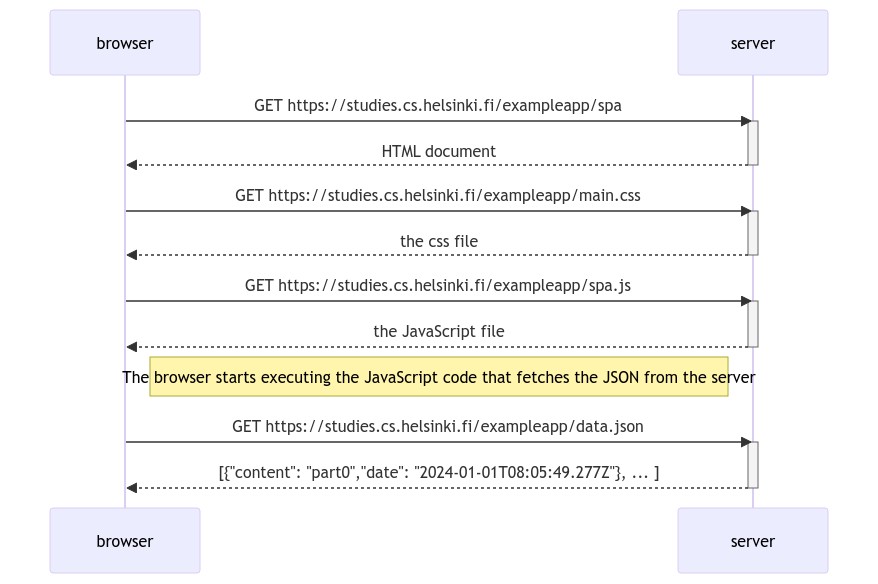 browser server
GET https://studies.cs.helsinki.fi/exampleapp/spa
HTML document
GET https://studies.cs.helsinki.fi/exampleapp/main.css
the css file
GET https://studies.cs.helsinki.fi/exampleapp/spa.js
the JavaScript file
The browser starts executing the JavaScript code that fetches the JSON from the server
GET https://studies.cs.helsinki.fi/exampleapp/data.json
[{"content": "part0","date": "2024-01-01T08:05:49.277Z"}, ... ]
browser server